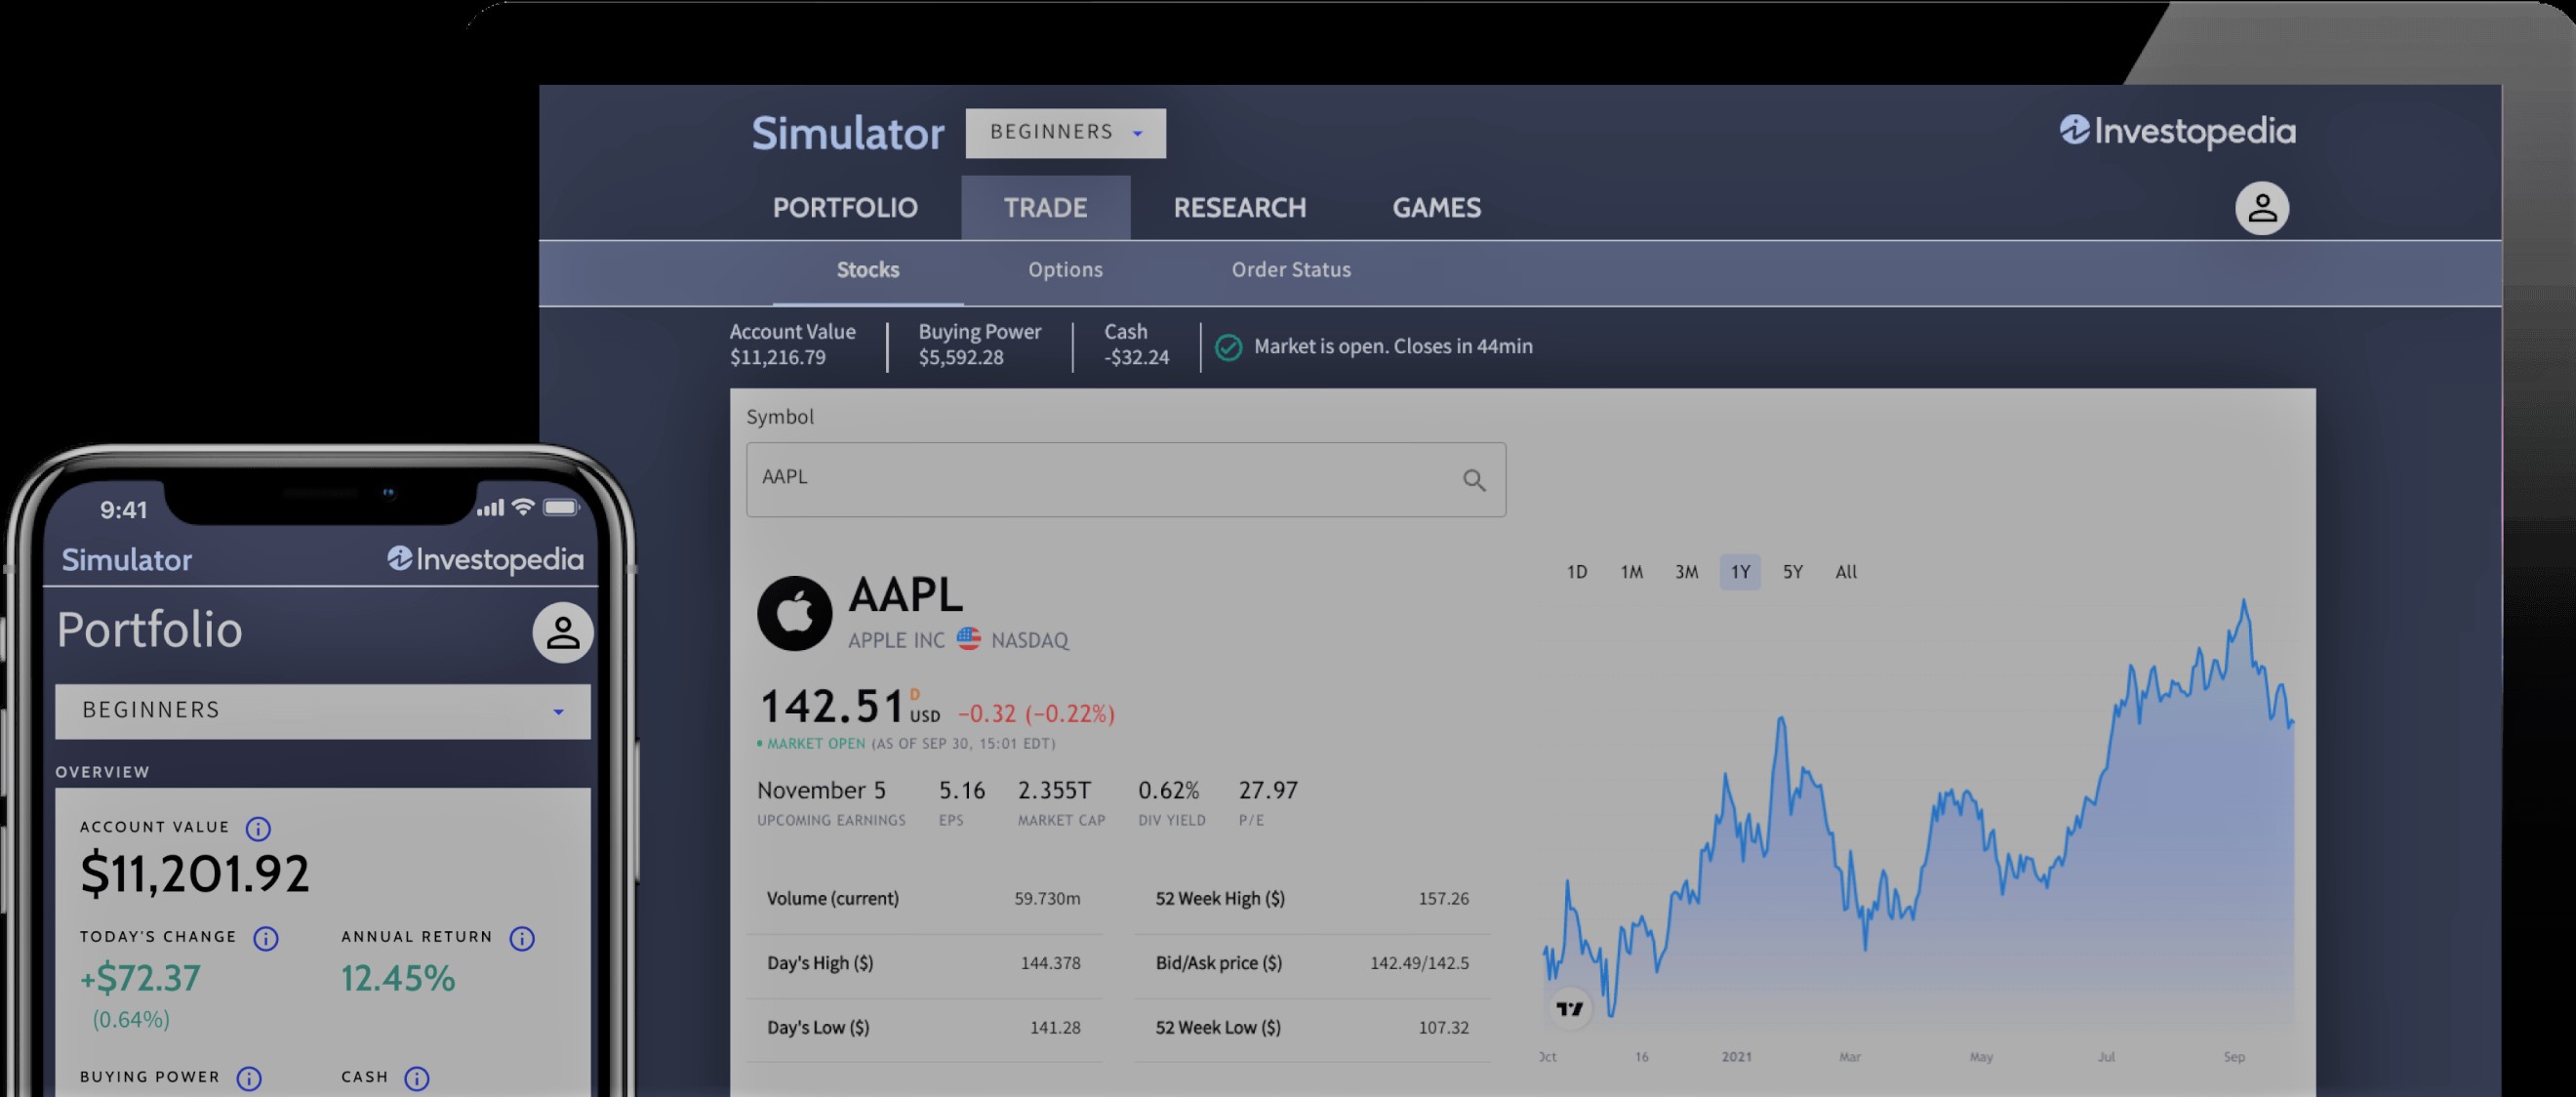 Simulator BEGINNERS
Investopedia
PORTFOLIO TRADE RESEARCH GAMES
Stocks Options Order Status
Account Value Buying Power Cash
$11,216.79 $5,592.28 -$32.24
Market is open. Closes in 44min
Symbol
AAPL
AAPL
APPLE INC NASDAQ
142.51 D USD −0.32 (−0.22%)
• MARKET OPEN (AS OF SEP 30, 15:01 EDT)
November 5 5.16 2.355T 0.62% 27.97
UPCOMING EARNINGS EPS MARKET CAP DIV YIELD P/E
Volume (current) 59.730m 52 Week High ($) 157.26
Day's High ($) 144.378 Bid/Ask price ($) 142.49/142.5
Day's Low ($) 141.28 52 Week Low ($) 107.32
1D 1M 3M 1Y 5Y All
Oct 16 2021 Mar May Jul Sep
9:41
Simulator Investopedia
Portfolio
BEGINNERS
OVERVIEW
ACCOUNT VALUE
$11,201.92
TODAY'S CHANGE ANNUAL RETURN
+$72.37 12.45%
(0.64%)
BUYING POWER CASH